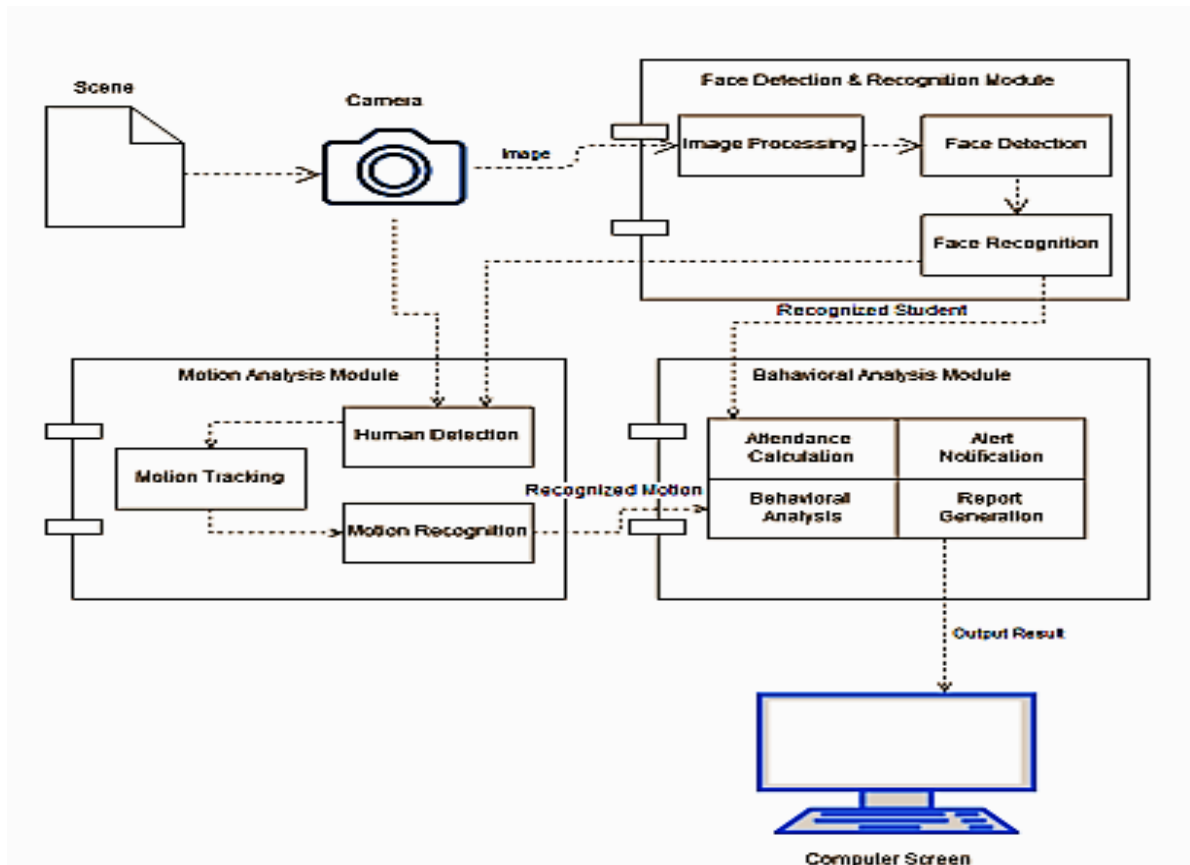 Scene
Camera
Face Detection & Recognition Module
Image
Image Processing
Face Detection
Face Recognition
Recognized Student
Motion Analysis Module
Bahavioral Analysis Module
Human Detection
Motion Tracking
Motion Recognition
Recognized Motion
Attendance
Calculation
Alert
Notification
Behavioral
Analysis
Report
Generation
Output Result
Computer Screen